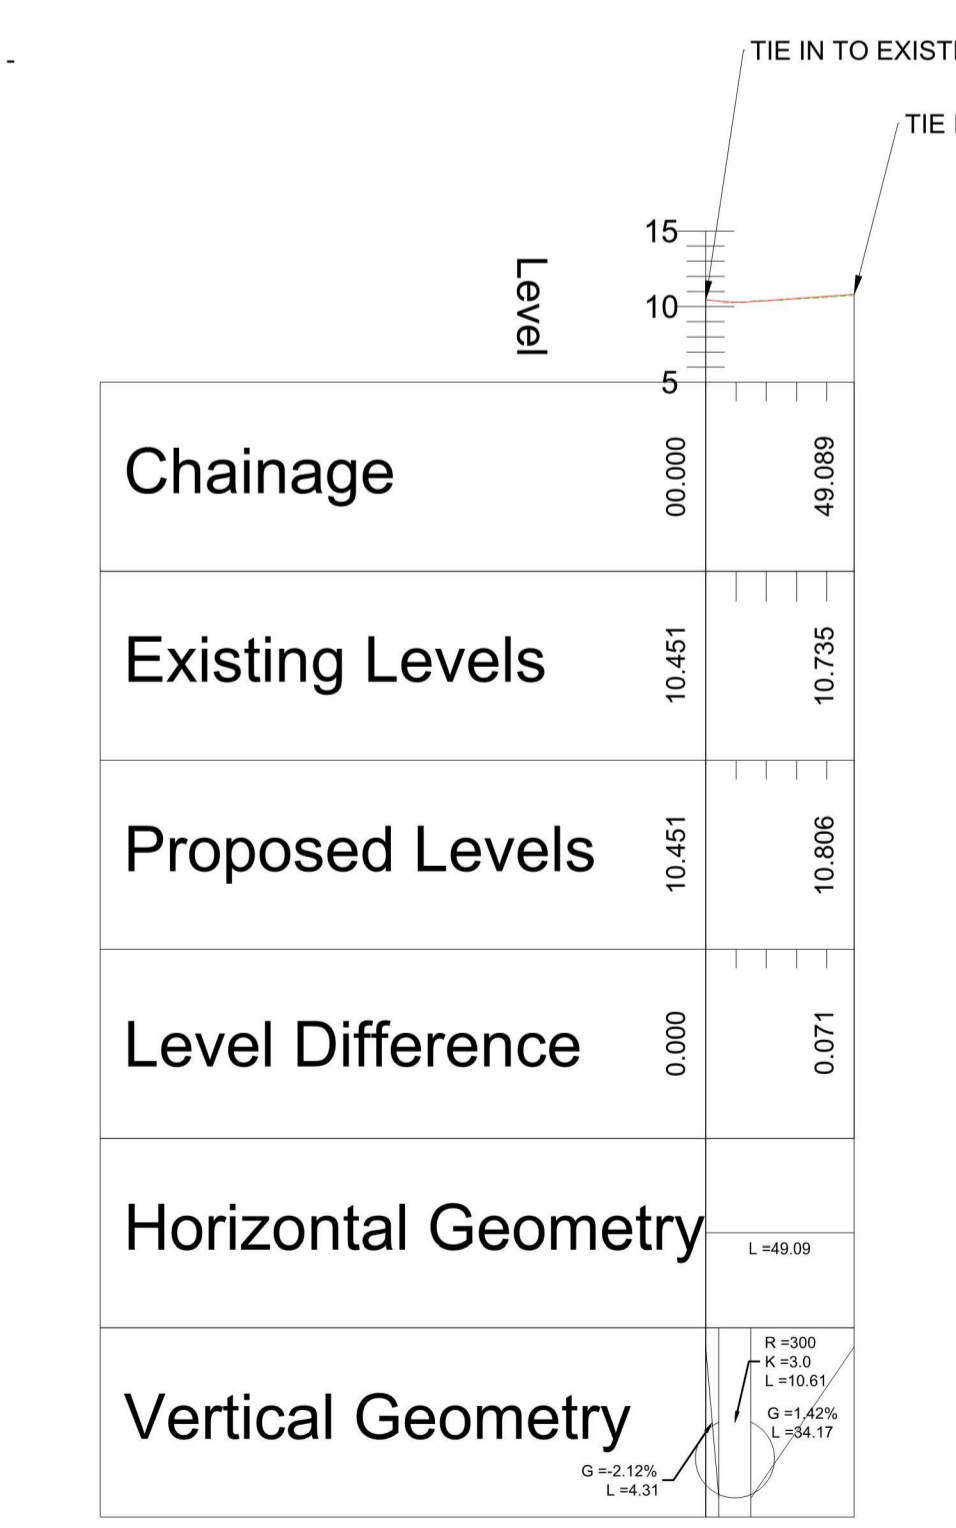 -
TIE IN TO EXISTI
TIE
Level
15
10
5
Chainage
00.000
49.089
Existing Levels
10.451
10.735
Proposed Levels
10.451
10.806
Level Difference
0.000
0.071
Horizontal Geometry
L =49.09
Vertical Geometry
R =300
K =3.0
L =10.61
G =1.42%
L =34.17
G =-2.12%
L =4.31